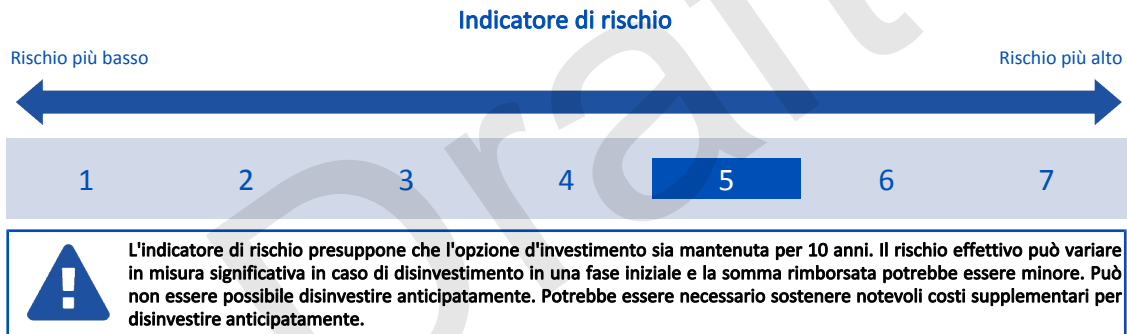 Indicatore di rischio
Rischio più basso
Rischio più alto
1 2 3 4 5 6 7
L'indicatore di rischio presuppone che l'opzione d'investimento sia mantenuta per 10 anni. Il rischio effettivo può variare
in misura significativa in caso di disinvestimento in una fase iniziale e la somma rimborsata potrebbe essere minore. Può
non essere possibile disinvestire anticipatamente. Potrebbe essere necessario sostenere notevoli costi supplementari per
disinvestire anticipatamente.
Draft